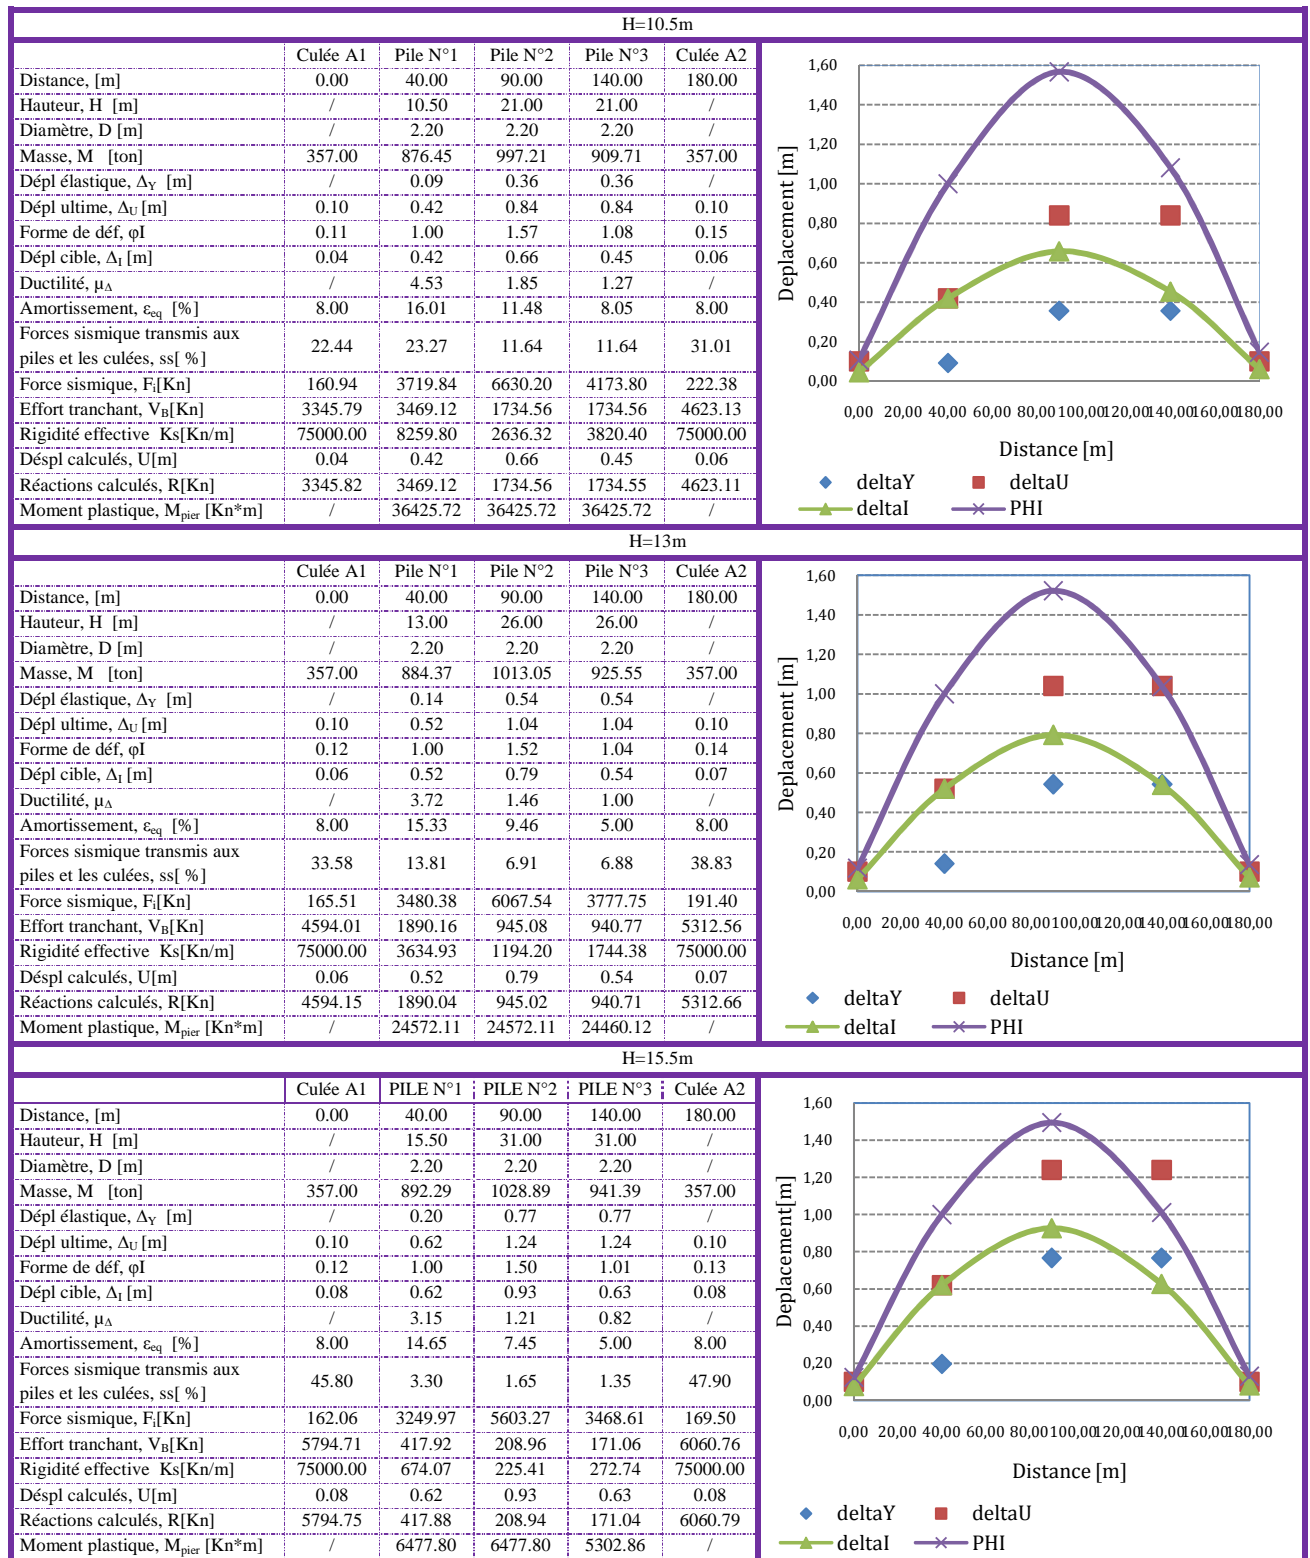 H=10.5m
Culée A1 Pile N°1 Pile N°2 Pile N°3 Culée A2
Distance, [m] 0.00 40.00 90.00 140.00 180.00
Hauteur, H [m] / 10.50 21.00 21.00 /
Diamètre, D [m] / 2.20 2.20 2.20 /
Masse, M [ton] 357.00 876.45 997.21 909.71 357.00
Dépl élastique, ΔY [m] / 0.09 0.36 0.36 /
Dépl ultime, ΔU [m] 0.10 0.42 0.84 0.84 0.10
Forme de déf, φI 0.11 1.00 1.57 1.08 0.15
Dépl cible, ΔI [m] 0.04 0.42 0.66 0.45 0.06
Ductilité, μΔ / 4.53 1.85 1.27 /
Amortissement, εeq [%] 8.00 16.01 11.48 8.05 8.00
Forces sismique transmis aux
piles et les culées, ss[ %] 22.44 23.27 11.64 11.64 31.01
Force sismique, Fi[Kn] 160.94 3719.84 6630.20 4173.80 222.38
Effort tranchant, VB[Kn] 3345.79 3469.12 1734.56 1734.56 4623.13
Rigidité effective Ks[Kn/m] 75000.00 8259.80 2636.32 3820.40 75000.00
Déspl calculés, U[m] 0.04 0.42 0.66 0.45 0.06
Réactions calculés, R[Kn] 3345.82 3469.12 1734.56 1734.55 4623.11
Moment plastique, Mpier [Kn*m] / 36425.72 36425.72 36425.72 /
Deplacement [m]
1,60
1,40
1,20
1,00
0,80
0,60
0,40
0,20
0,00
0,00 20,00 40,00 60,00 80,00 100,00 120,00 140,00 160,00 180,00
Distance [m]
deltaY deltaU
deltaI PHI
H=13m
Culée A1 Pile N°1 Pile N°2 Pile N°3 Culée A2
Distance, [m] 0.00 40.00 90.00 140.00 180.00
Hauteur, H [m] / 13.00 26.00 26.00 /
Diamètre, D [m] / 2.20 2.20 2.20 /
Masse, M [ton] 357.00 884.37 1013.05 925.55 357.00
Dépl élastique, ΔY [m] / 0.14 0.54 0.54 /
Dépl ultime, ΔU [m] 0.10 0.52 1.04 1.04 0.10
Forme de déf, φI 0.12 1.00 1.52 1.04 0.14
Dépl cible, ΔI [m] 0.06 0.52 0.79 0.54 0.07
Ductilité, μΔ / 3.72 1.46 1.00 /
Amortissement, εeq [%] 8.00 15.33 9.46 5.00 8.00
Forces sismique transmis aux
piles et les culées, ss[ %] 33.58 13.81 6.91 6.88 38.83
Force sismique, Fi[Kn] 165.51 3480.38 6067.54 3777.75 191.40
Effort tranchant, VB[Kn] 4594.01 1890.16 945.08 940.77 5312.56
Rigidité effective Ks[Kn/m] 75000.00 3634.93 1194.20 1744.38 75000.00
Déspl calculés, U[m] 0.06 0.52 0.79 0.54 0.07
Réactions calculés, R[Kn] 4594.15 1890.04 945.02 940.71 5312.66
Moment plastique, Mpier [Kn*m] / 24572.11 24572.11 24460.12 /
Deplacement [m]
1,60
1,40
1,20
1,00
0,80
0,60
0,40
0,20
0,00
0,00 20,00 40,00 60,00 80,00 100,00 120,00 140,00 160,00 180,00
Distance [m]
deltaY deltaU
deltaI PHI
H=15.5m
Culée A1 PILE N°1 PILE N°2 PILE N°3 Culée A2
Distance, [m] 0.00 40.00 90.00 140.00 180.00
Hauteur, H [m] / 15.50 31.00 31.00 /
Diamètre, D [m] / 2.20 2.20 2.20 /
Masse, M [ton] 357.00 892.29 1028.89 941.39 357.00
Dépl élastique, ΔY [m] / 0.20 0.77 0.77 /
Dépl ultime, ΔU [m] 0.10 0.62 1.24 1.24 0.10
Forme de déf, φI 0.12 1.00 1.50 1.01 0.13
Dépl cible, ΔI [m] 0.08 0.62 0.93 0.63 0.08
Ductilité, μΔ / 3.15 1.21 0.82 /
Amortissement, εeq [%] 8.00 14.65 7.45 5.00 8.00
Forces sismique transmis aux
piles et les culées, ss[ %] 45.80 3.30 1.65 1.35 47.90
Force sismique, Fi[Kn] 162.06 3249.97 5603.27 3468.61 169.50
Effort tranchant, VB[Kn] 5794.71 417.92 208.96 171.06 6060.76
Rigidité effective Ks[Kn/m] 75000.00 674.07 225.41 272.74 75000.00
Déspl calculés, U[m] 0.08 0.62 0.93 0.63 0.08
Réactions calculés, R[Kn] 5794.75 417.88 208.94 171.04 6060.79
Moment plastique, Mpier [Kn*m] / 6477.80 6477.80 5302.86 /
Deplacement[m]
1,60
1,40
1,20
1,00
0,80
0,60
0,40
0,20
0,00
0,00 20,00 40,00 60,00 80,00 100,00 120,00 140,00 160,00 180,00
Distance [m]
deltaY deltaU
deltaI PHI